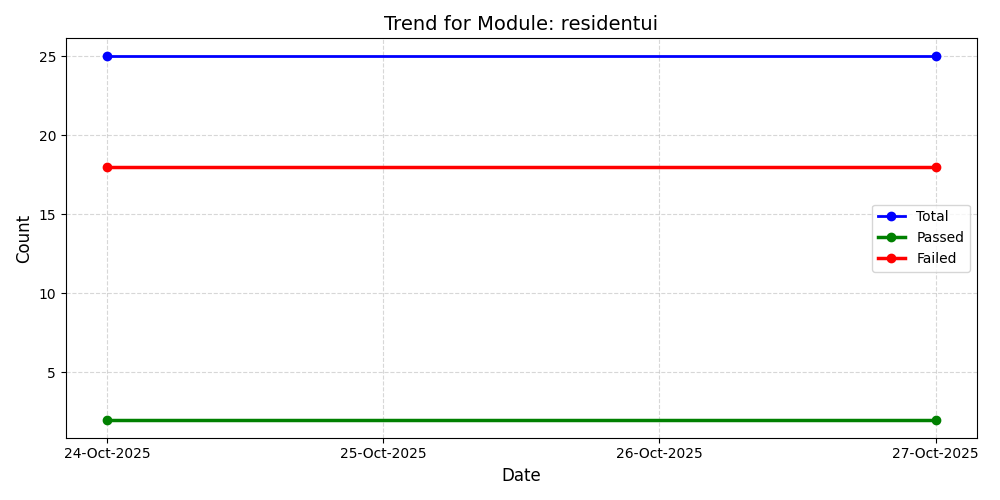 Trend for Module: residentui
25
20
15
10
5
Count
Total
Passed
Failed
24-Oct-2025 25-Oct-2025 26-Oct-2025 27-Oct-2025
Date